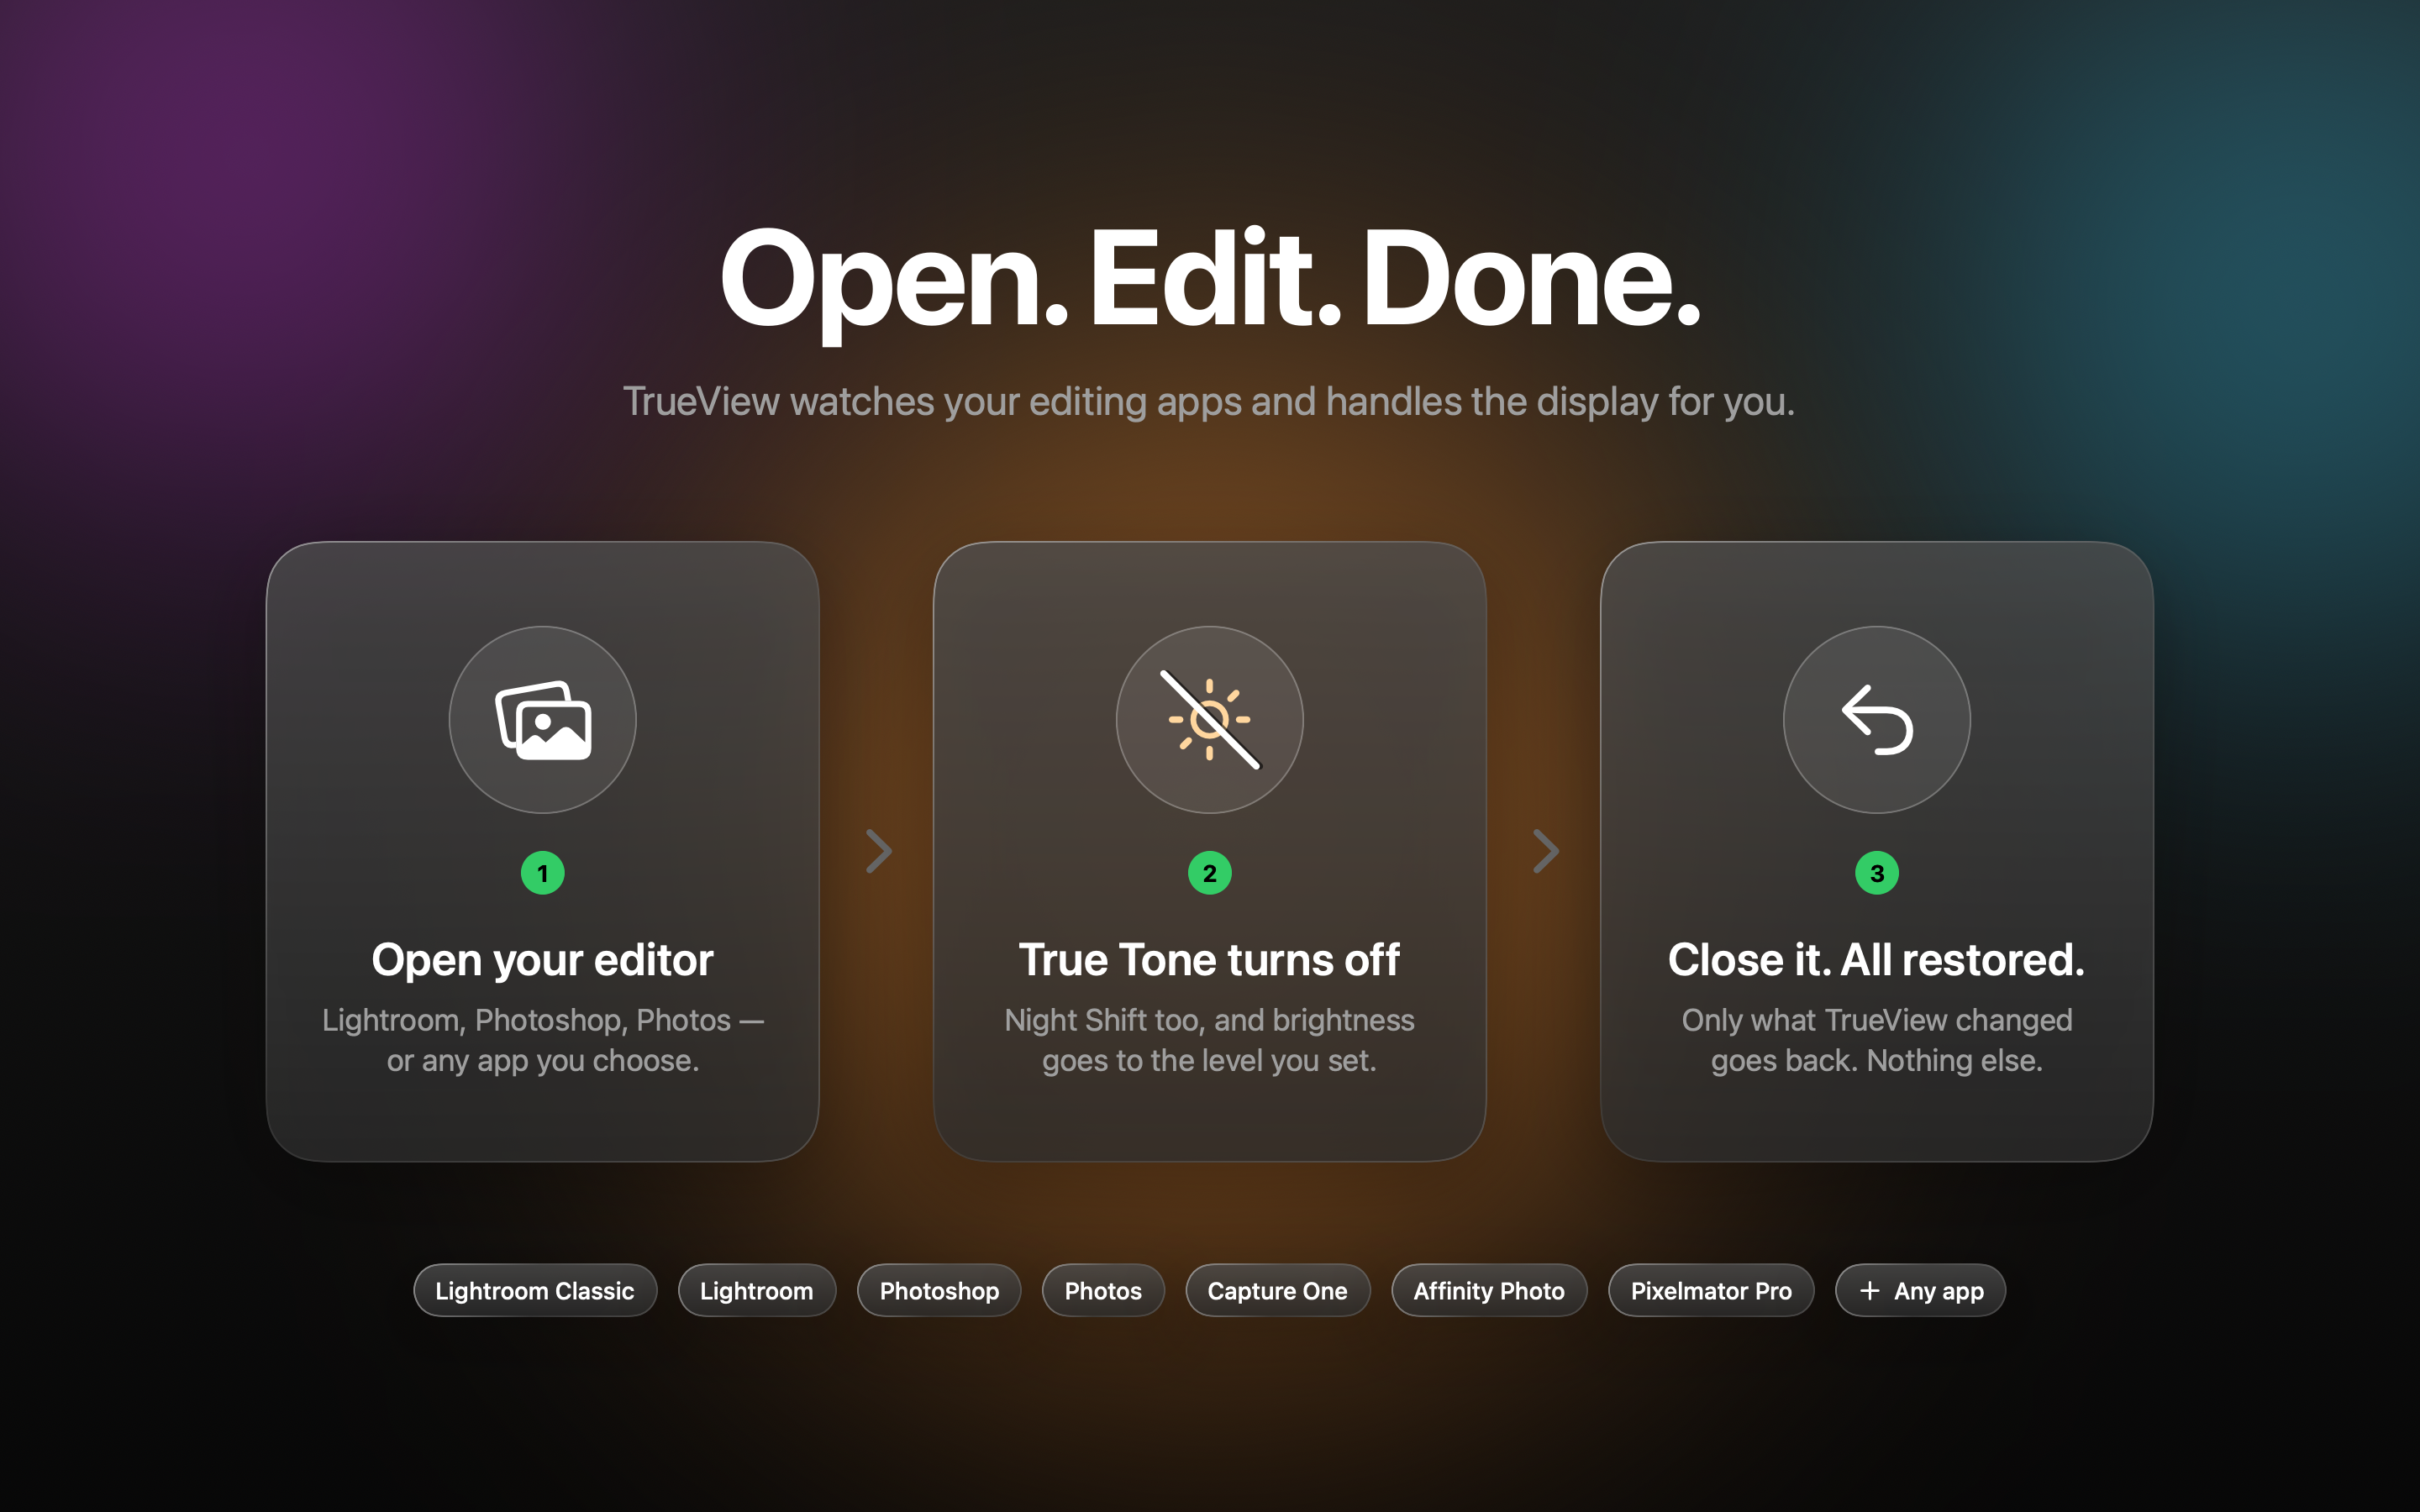 Open. Edit. Done.
TrueView watches your editing apps and handles the display for you.
1
Open your editor
Lightroom, Photoshop, Photos —
or any app you choose.
2
True Tone turns off
Night Shift too, and brightness
goes to the level you set.
3
Close it. All restored.
Only what TrueView changed
goes back. Nothing else.
Lightroom Classic
Lightroom
Photoshop
Photos
Capture One
Affinity Photo
Pixelmator Pro
+ Any app